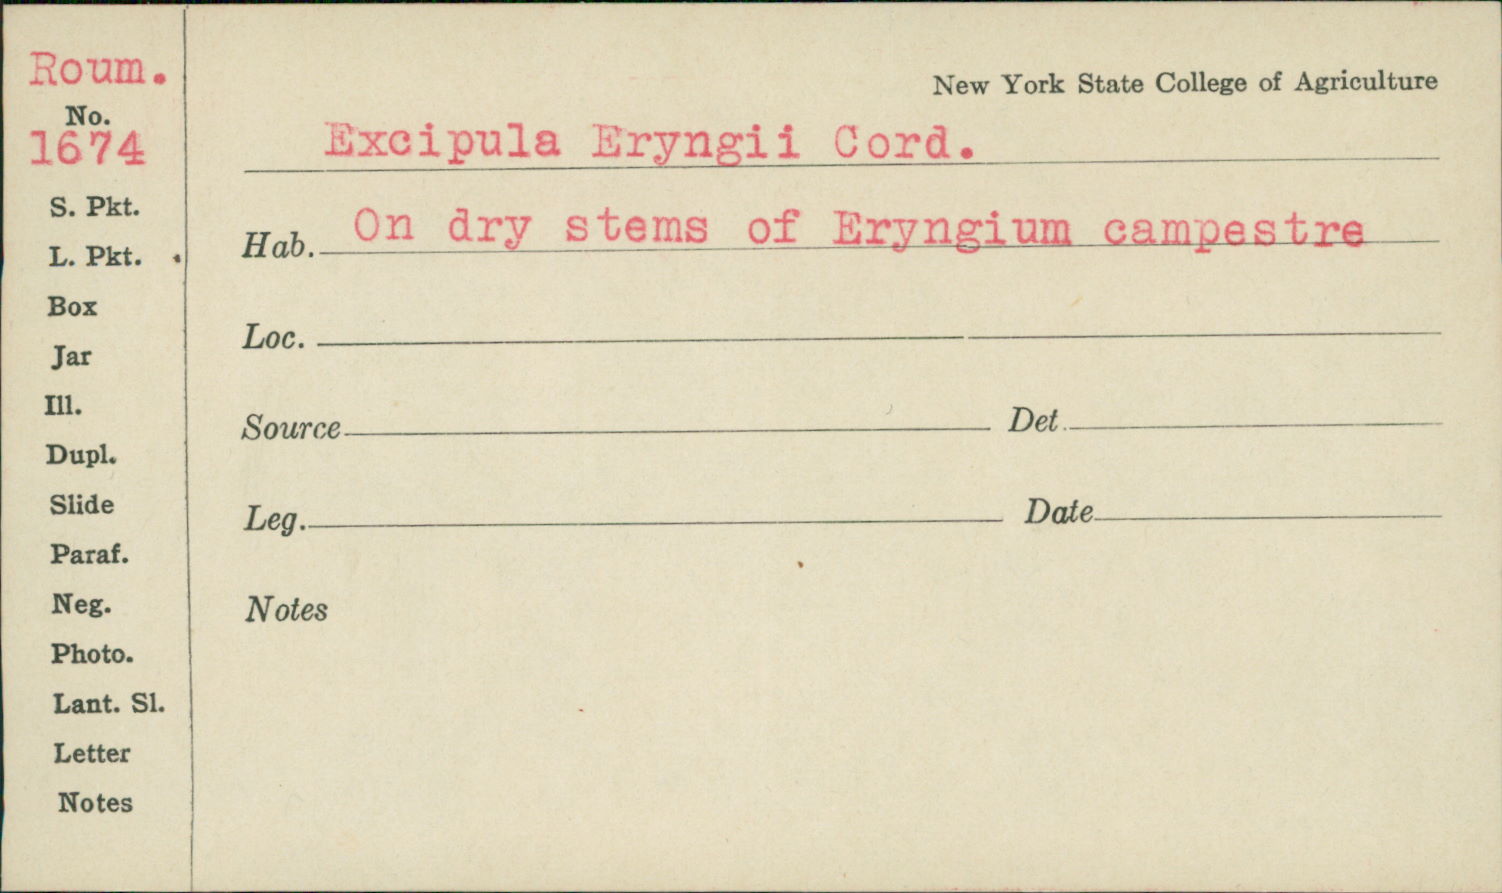 Roum.
No.
1674
S. Pkt.
L. Pkt.
Box
Jar
Ill.
Dupl.
Slide
Paraf.
Neg.
Photo.
Lant. Sl.
Letter
Notes
New York State College of Agriculture
Excipula Eryngii Cord.
Hab. On dry stems of Eryngium campestre
Loc.
Source Det.
Leg. Date
Notes